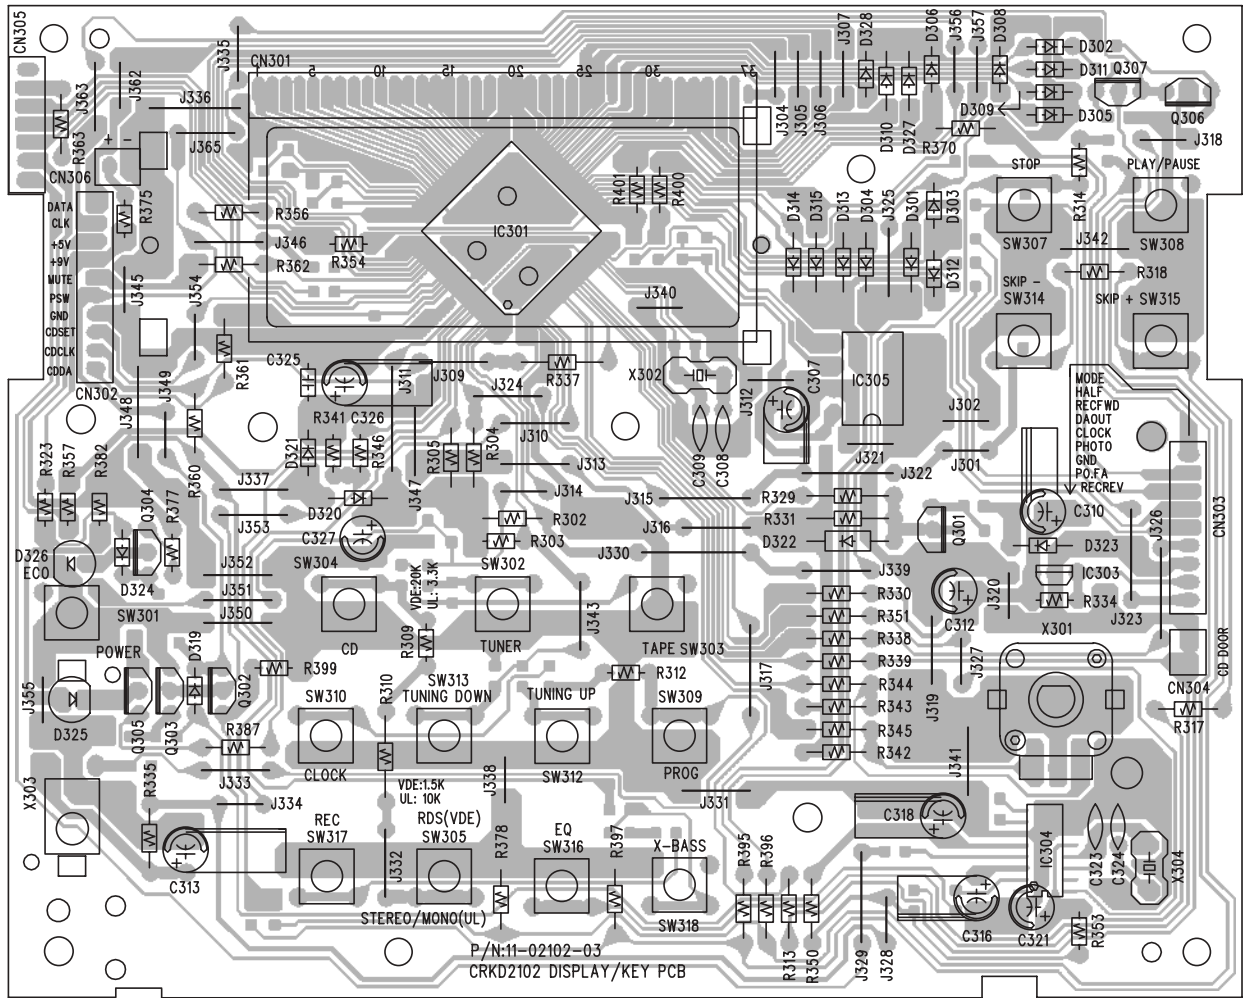 CN305
J335
CN301
1 5 10 15 20 25 30 37
J304
J305
J306
J307
D328
D310
D327
D306
J356
J357
D308
D302
D311
Q307
D309
D305
Q306
R370
J318
J363
J362
R363
J336
J365
+ -
CN306
R375
DATA
CLK
+5V
+9V
MUTE
PSW
GND
CDSET
CDCLK
CDDA
CN302
R356
J346
R362
R354
J345
J354
IC301
R401
R400
J340
D314
D315
D313
D304
J325
D301
D303
D312
STOP
SW307
R314
PLAY/PAUSE
SW308
J342
R318
SKIP -
SW314
SKIP + SW315
R361
C325
R341
C326
J311
J309
J324
R337
X302
J312
C307
IC305
J302
J301
MODE
HALF
RECFWD
DAOUT
CLOCK
PHOTO
GND
PO.FA
RECREV
J348
J349
D321
R346
R305
R304
J310
J313
C309
C308
J321
J322
R323
R357
R382
Q304
R377
R360
J337
J353
D320
J347
C327
J314
R302
R303
J315
J316
J330
R329
R331
D322
Q301
C310
D323
J326
CN303
D326
ECO
D324
SW301
J352
J351
J350
SW304
CD
VDE:20K
UL: 3.3K
SW302
TUNER
J343
TAPE SW303
J339
R330
R351
R338
R339
R344
R343
R345
R342
C312
J320
IC303
R334
J323
X301
J319
J327
CD DOOR
CN304
R317
POWER
D319
J355
D325
Q305
Q303
Q302
R399
R387
R309
R310
SW310
CLOCK
SW313
TUNING DOWN
TUNING UP
SW312
R312
SW309
PROG
J317
J341
X303
R335
J333
J334
C313
REC
SW317
VDE:1.5K
UL: 10K
RDS(VDE)
SW305
J332
J338
J331
R378
EQ
SW316
R397
X-BASS
SW318
STEREO/MONO(UL)
R395
R396
R313
R350
J329
J328
C318
C316
C321
IC304
C323
C324
X304
R353
P/N:11-02102-03
CRKD2102 DISPLAY/KEY PCB